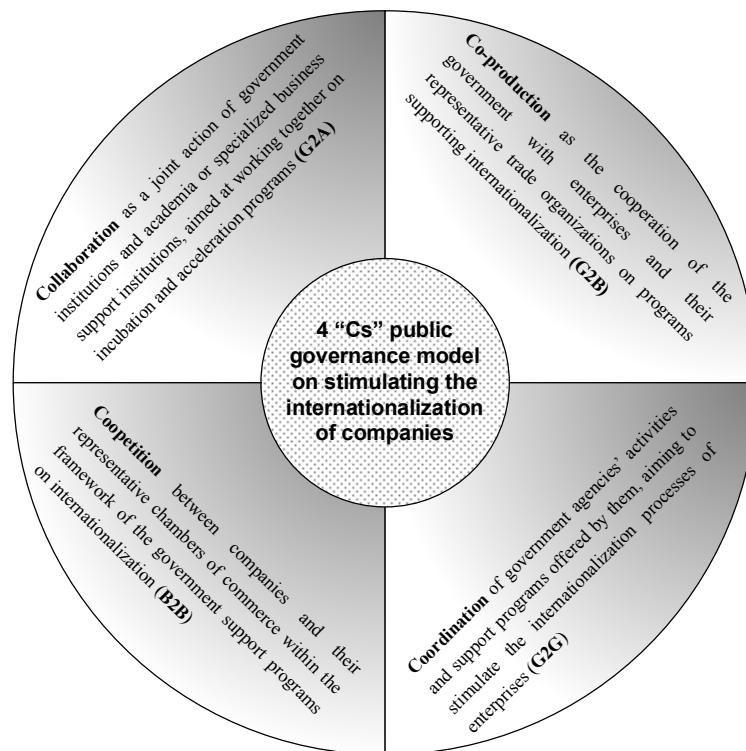 Collaboration as a joint action of government
institutions and academia or specialized business
support institutions, aimed at working together on
incubation and acceleration programs (G2A)
Co-production as the cooperation of the
government with enterprises and their
representative trade organizations on programs
supporting internationalization (G2B)
4 “Cs” public
governance model
on stimulating the
internationalization
of companies
Coopetition between companies and their
representative chambers of commerce within the
framework of the government support programs
on internationalization (B2B)
Coordination of government agencies’ activities
and support programs offered by them, aiming to
stimulate the internationalization processes of
enterprises (G2G)